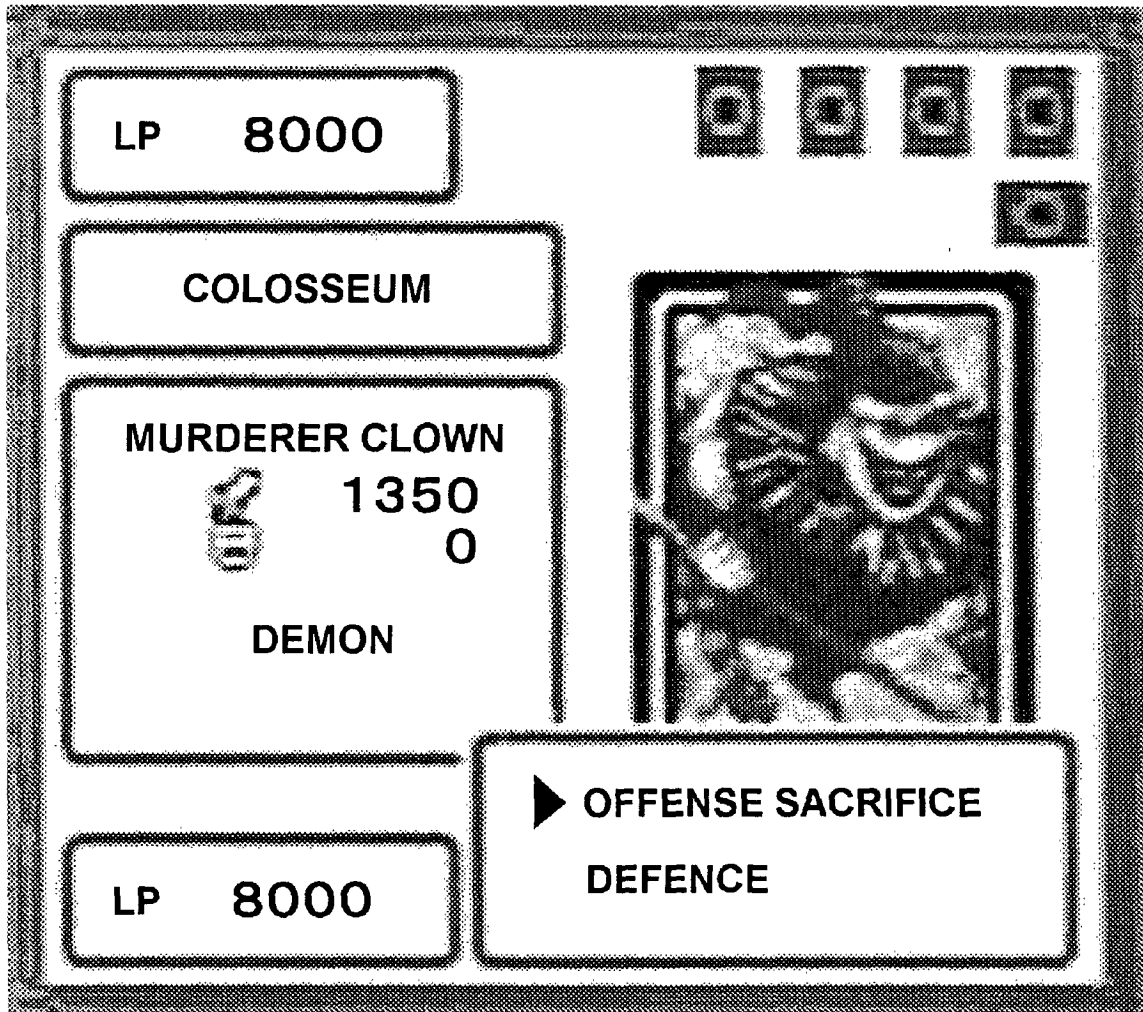 LP 8000
COLOSSEUM
MURDERER CLOWN
1350
0
DEMON
▶ OFFENSE SACRIFICE
DEFENCE
LP 8000